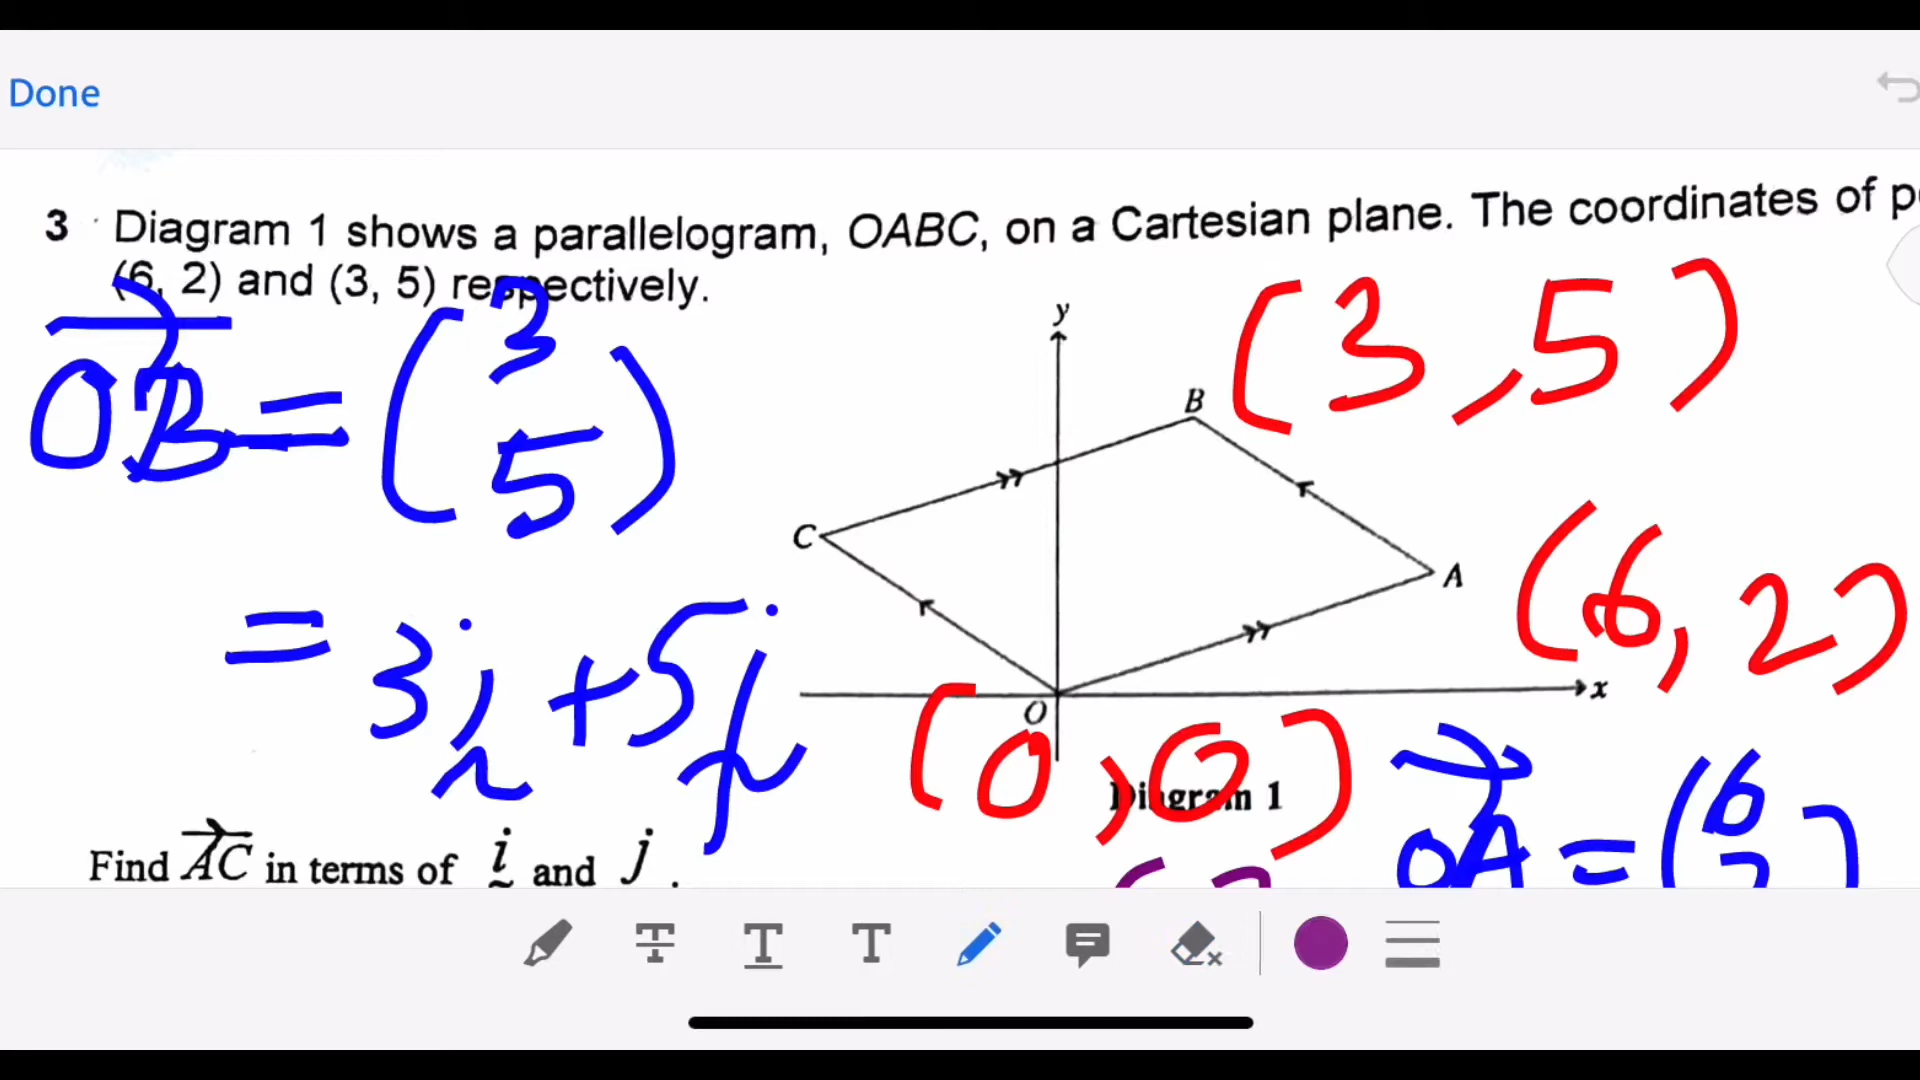 Done
3 Diagram 1 shows a parallelogram, OABC, on a Cartesian plane. The coordinates of
(6, 2) and (3, 5) respectively.
OB = (3
5)
= 3i + 5j
y
B
(3, 5)
C
A
(6, 2)
x
O
(0, 0)
Diagram 1
OA = (6
Find AC in terms of i and j.
T T T